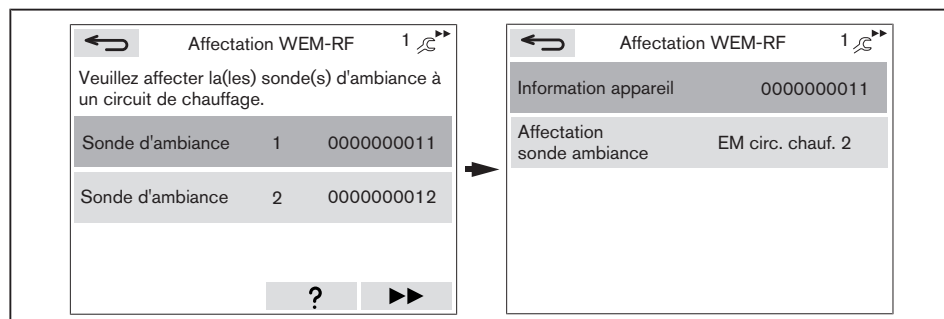 Affectation WEM-RF 1
Veuillez affecter la(les) sonde(s) d'ambiance à
un circuit de chauffage.
Sonde d'ambiance 1 0000000011
Sonde d'ambiance 2 0000000012
?
Affectation WEM-RF 1
Information appareil 0000000011
Affectation
sonde ambiance EM circ. chauf. 2